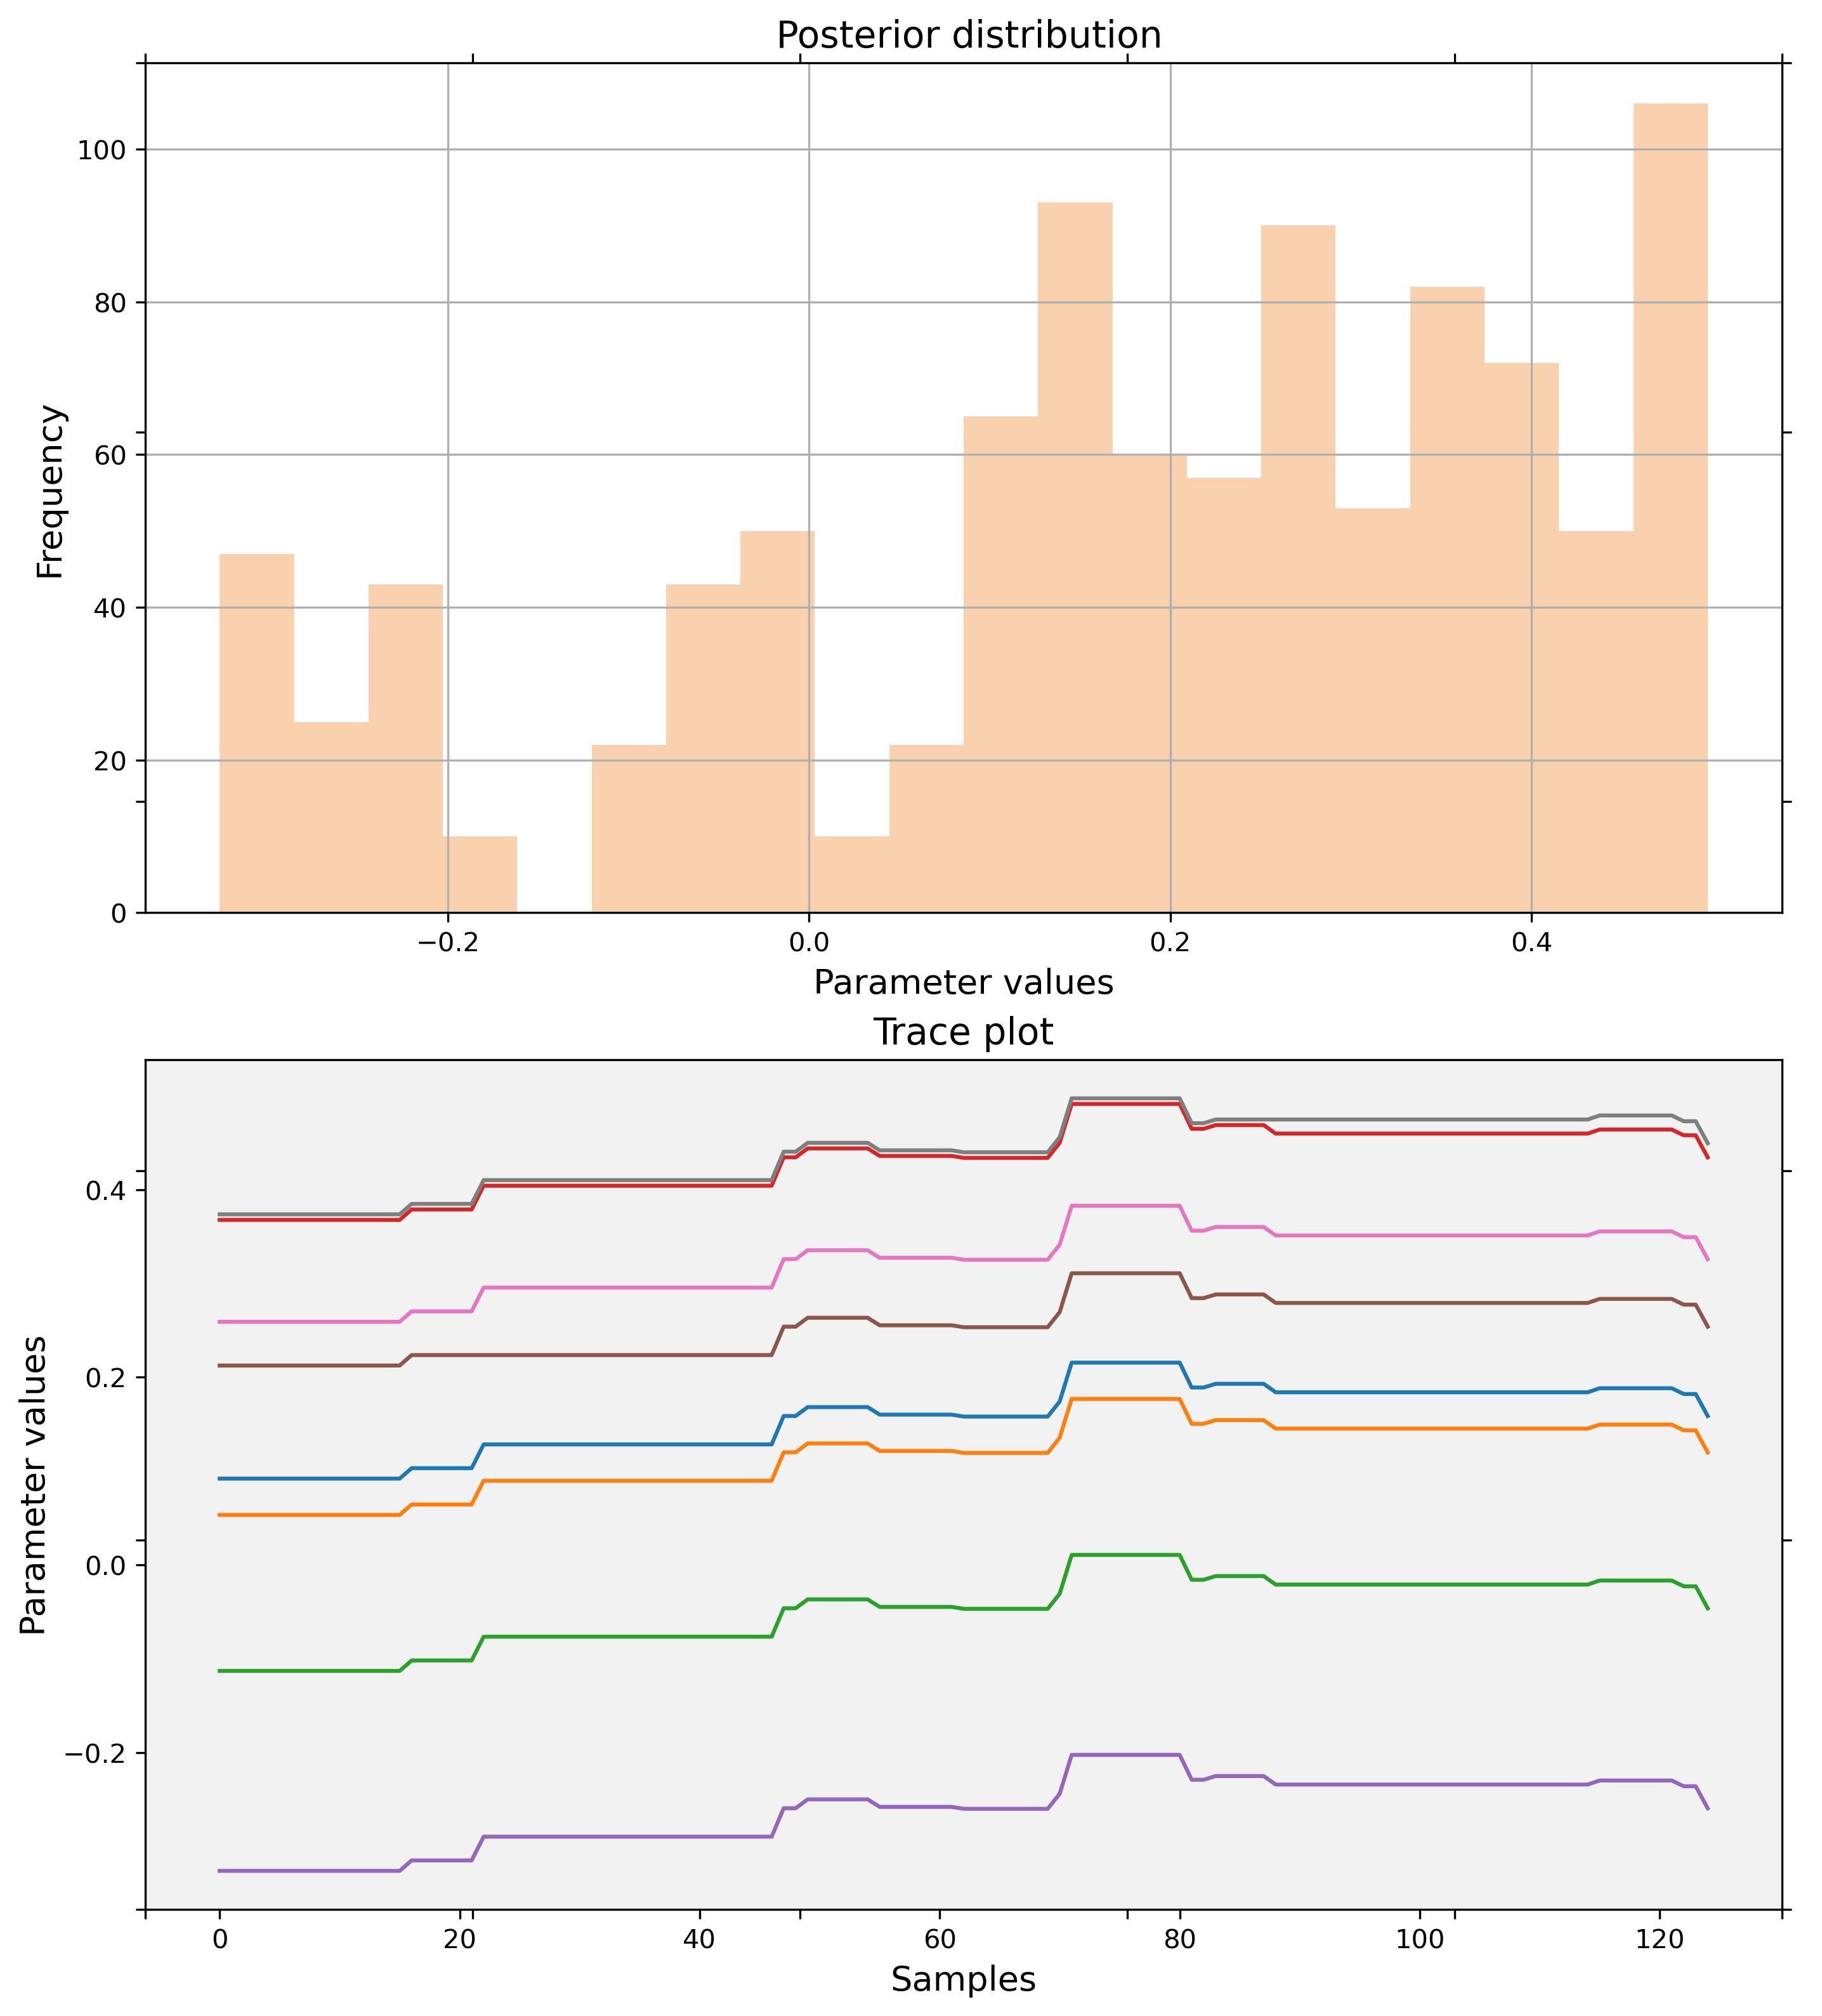 Posterior distribution
100
80
60
40
20
0
Frequency
−0.2 0.0 0.2 0.4
Parameter values
Trace plot
0.4
0.2
0.0
−0.2
Parameter values
0 20 40 60 80 100 120
Samples